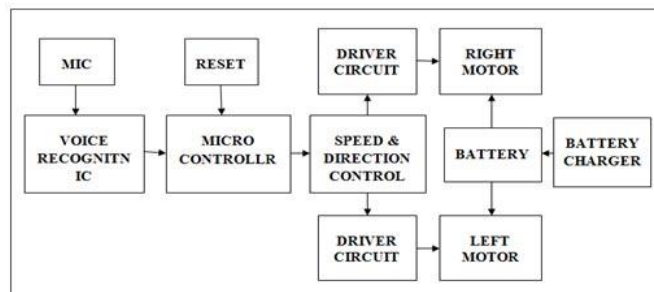 MIC
RESET
DRIVER
CIRCUIT
RIGHT
MOTOR
VOICE
RECOGNITN
IC
MICRO
CONTROLLR
SPEED &
DIRECTION
CONTROL
BATTERY
BATTERY
CHARGER
DRIVER
CIRCUIT
LEFT
MOTOR